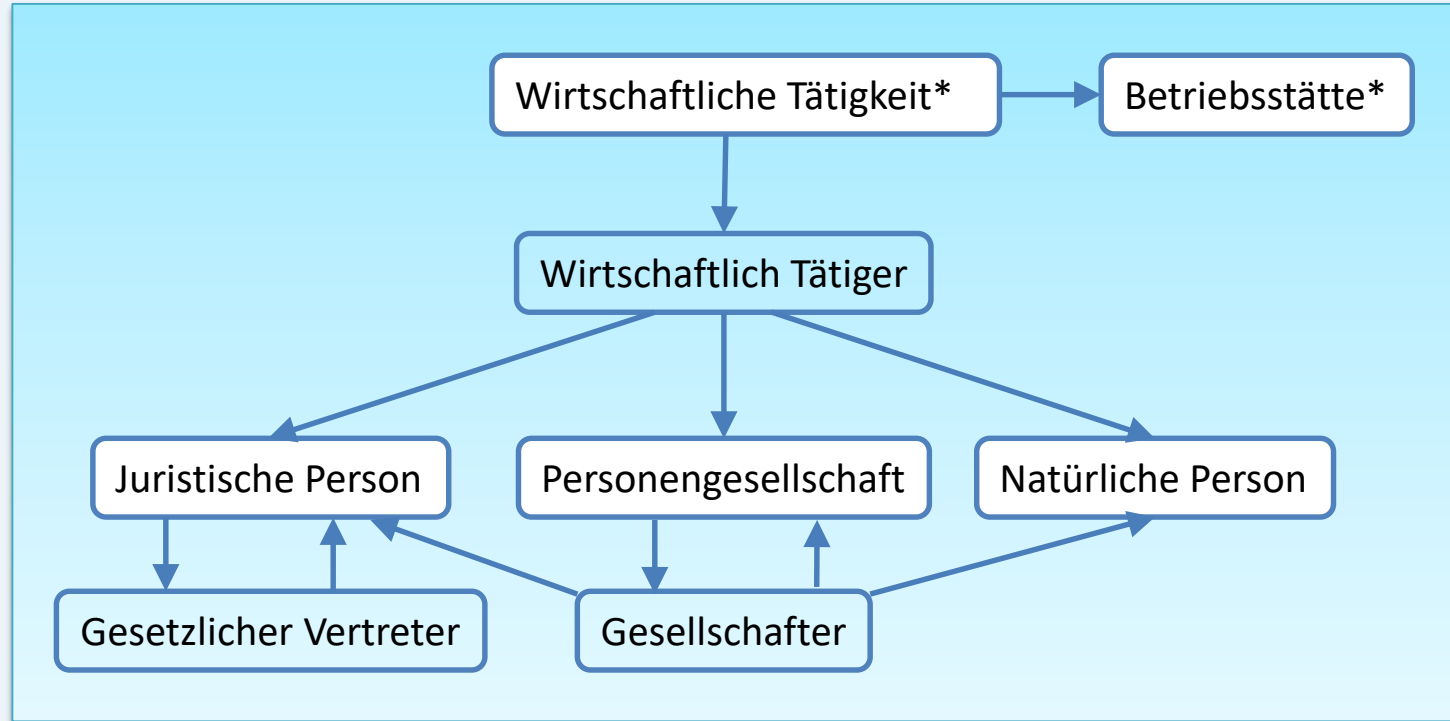 Wirtschaftliche Tätigkeit*
Betriebsstätte*
Wirtschaftlich Tätiger
Juristische Person
Personengesellschaft
Natürliche Person
Gesetzlicher Vertreter
Gesellschafter